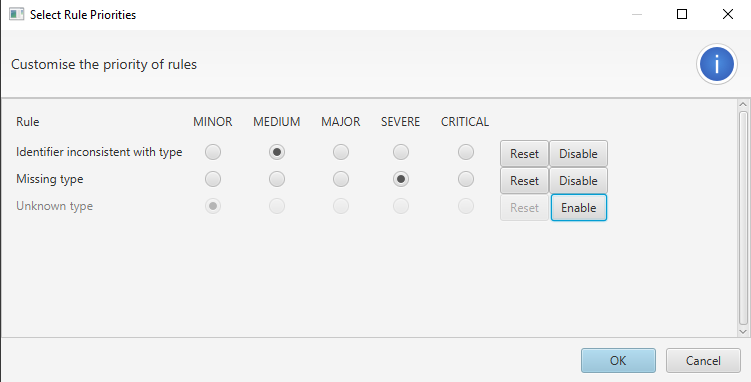 Select Rule Priorities
Customise the priority of rules
i
Rule MINOR MEDIUM MAJOR SEVERE CRITICAL
Identifier inconsistent with type Reset Disable
Missing type Reset Disable
Unknown type Reset Enable
OK Cancel